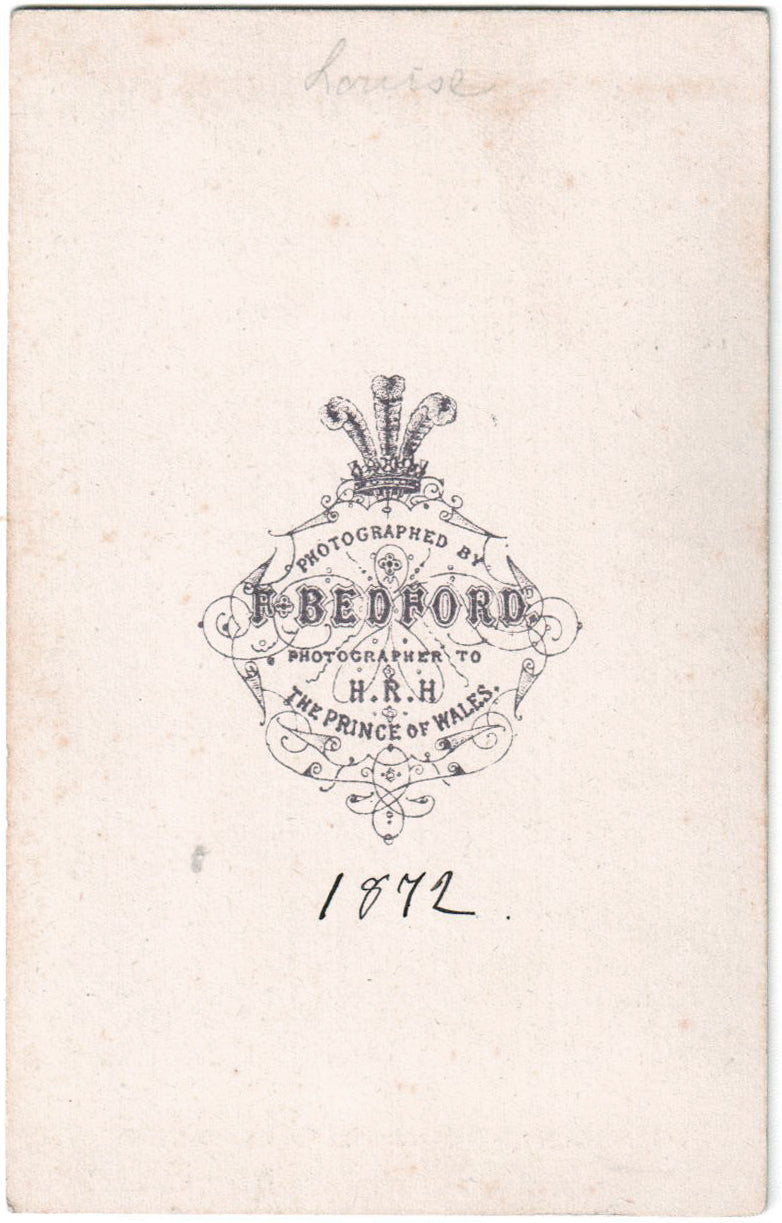 Louise
PHOTOGRAPHED BY
F. BEDFORD,
PHOTOGRAPHER TO
H.R.H
THE PRINCE OF WALES.
1872.